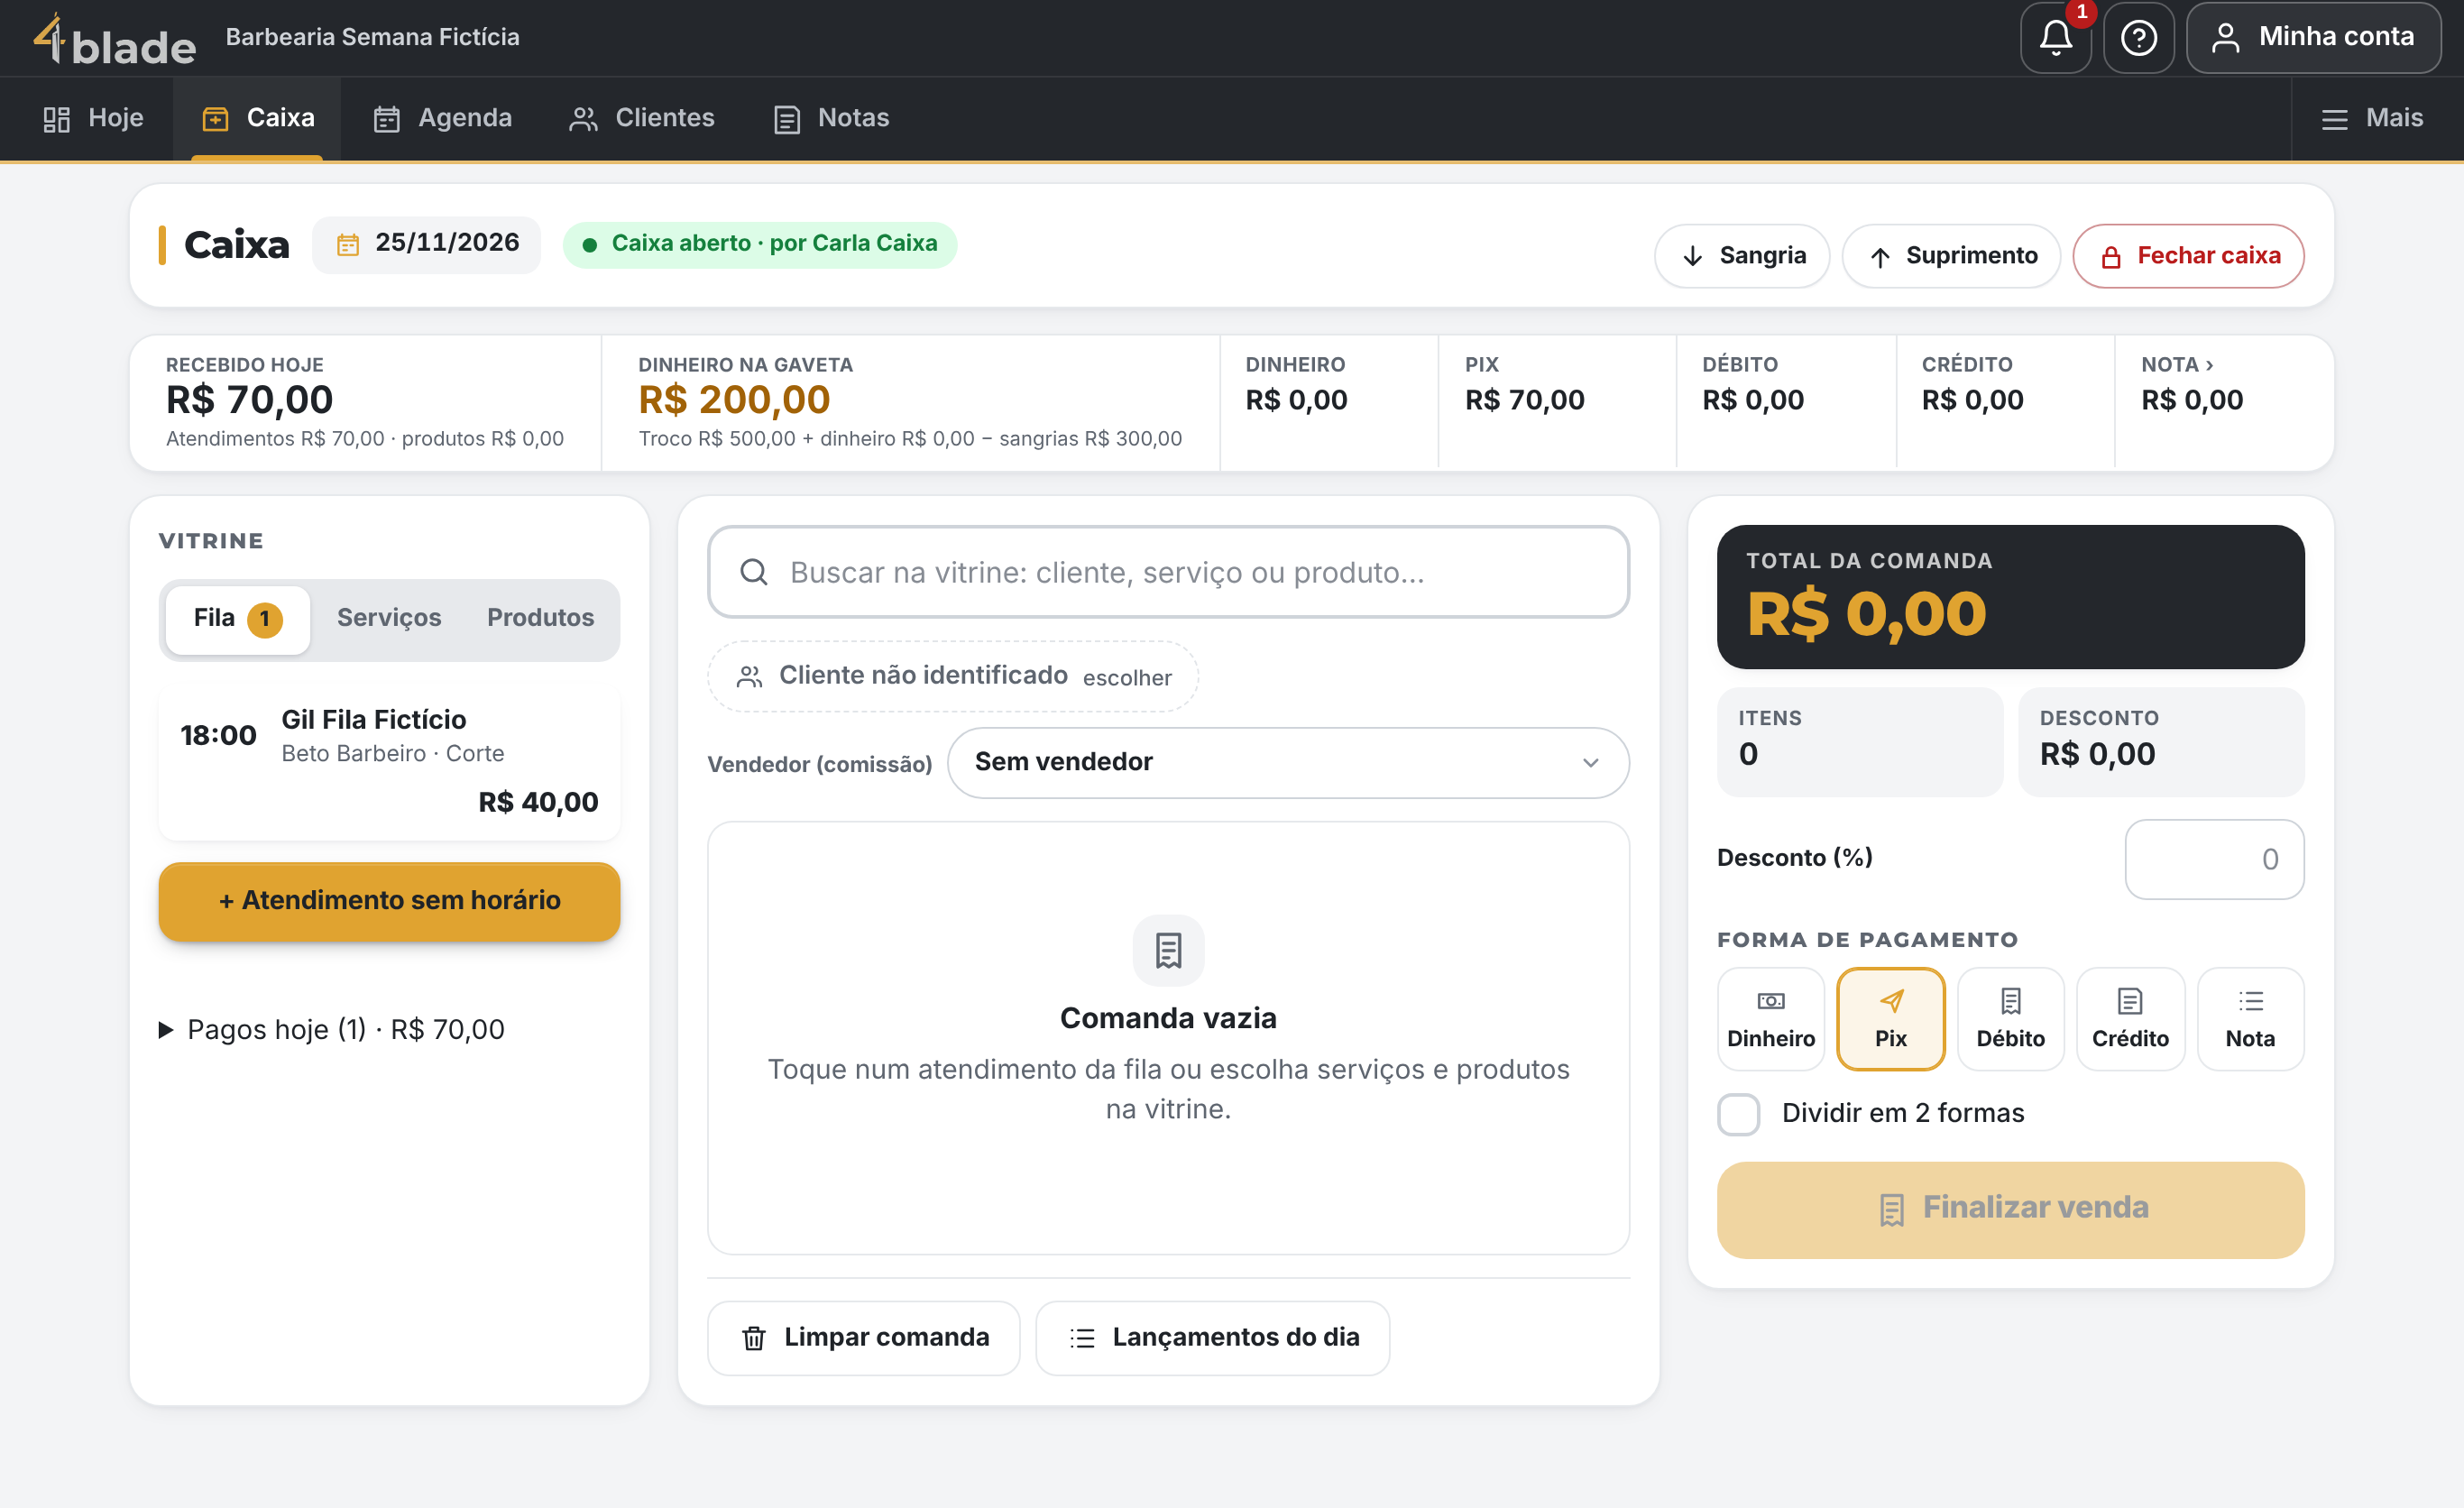 4blade
Barbearia Semana Fictícia
1
Minha conta
Hoje
Caixa
Agenda
Clientes
Notas
Mais
Caixa
25/11/2026
Caixa aberto · por Carla Caixa
Sangria
Suprimento
Fechar caixa
RECEBIDO HOJE
R$ 70,00
Atendimentos R$ 70,00 · produtos R$ 0,00
DINHEIRO NA GAVETA
R$ 200,00
Troco R$ 500,00 + dinheiro R$ 0,00 − sangrias R$ 300,00
DINHEIRO
R$ 0,00
PIX
R$ 70,00
DÉBITO
R$ 0,00
CRÉDITO
R$ 0,00
NOTA ›
R$ 0,00
VITRINE
Fila 1
Serviços
Produtos
18:00
Gil Fila Fictício
Beto Barbeiro · Corte
R$ 40,00
+ Atendimento sem horário
▶ Pagos hoje (1) · R$ 70,00
Buscar na vitrine: cliente, serviço ou produto...
Cliente não identificado escolher
Vendedor (comissão)
Sem vendedor
Comanda vazia
Toque num atendimento da fila ou escolha serviços e produtos
na vitrine.
Limpar comanda
Lançamentos do dia
TOTAL DA COMANDA
R$ 0,00
ITENS
0
DESCONTO
R$ 0,00
Desconto (%)
0
FORMA DE PAGAMENTO
Dinheiro
Pix
Débito
Crédito
Nota
Dividir em 2 formas
Finalizar venda